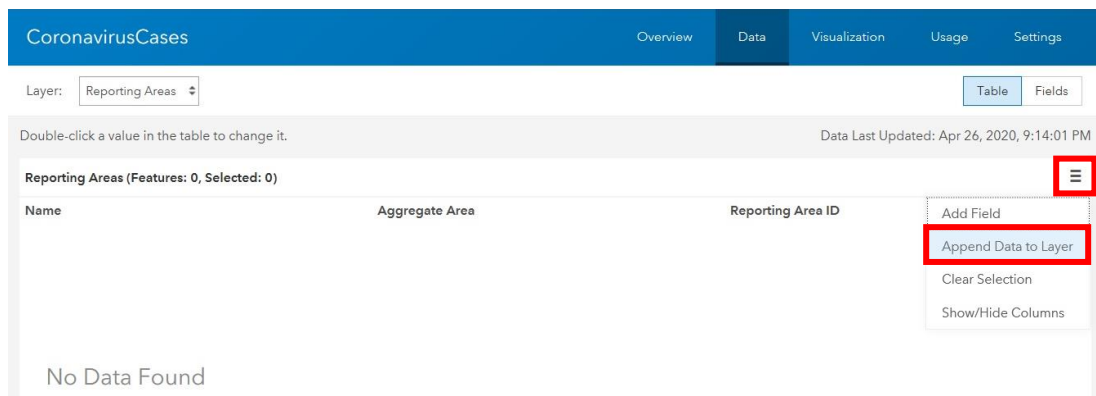 CoronavirusCases Overview Data Visualization Usage Settings
Layer: Reporting Areas Table Fields
Double-click a value in the table to change it. Data Last Updated: Apr 26, 2020, 9:14:01 PM
Reporting Areas (Features: 0, Selected: 0)
Name Aggregate Area Reporting Area ID
Add Field
Append Data to Layer
Clear Selection
Show/Hide Columns
No Data Found